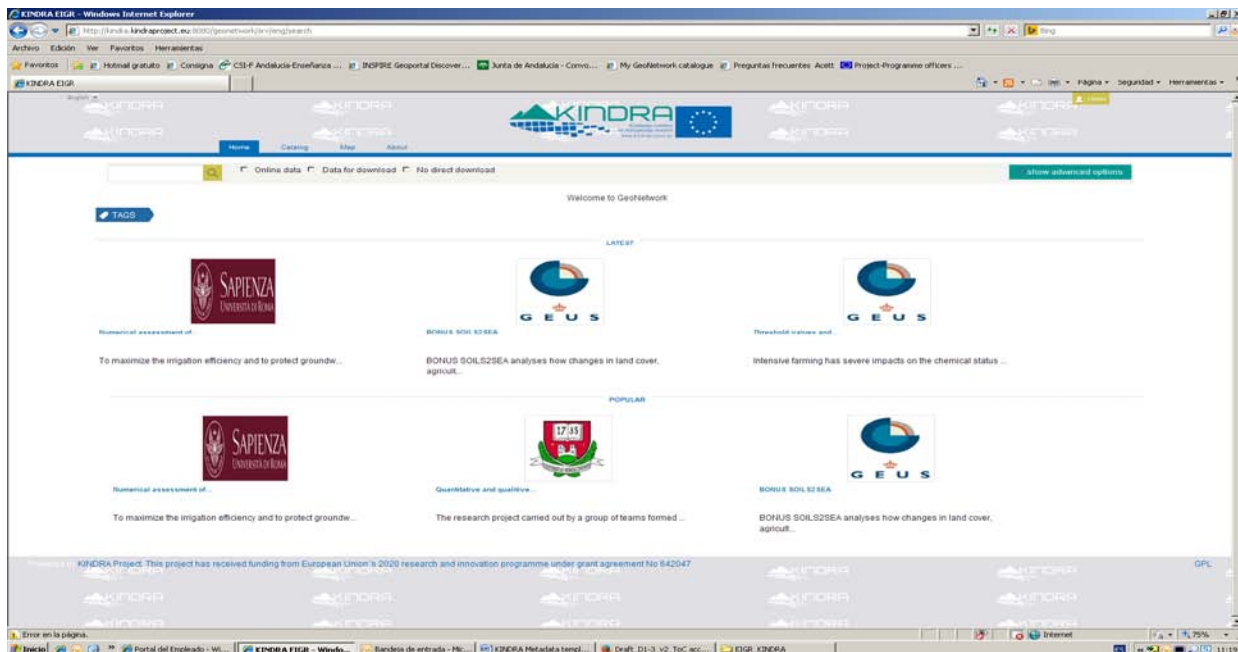 KINDRA EIGR - Windows Internet Explorer
http://kindra.kindraproject.eu:8080/geonetwork/srv/eng/search
Bing
Archivo Edición Ver Favoritos Herramientas
Favoritos Hotmail gratuito Consigna CSI-F Andalucía-Enseñanza ... INSPIRE Geoportal Discover... Junta de Andalucía - Convo... My GeoNetwork catalogue Preguntas frecuentes Acett Project-Programme officers ...
KINDRA EIGR
Página Seguridad Herramientas
English
KINDRA
Home Catalog Map About
Online data Data for download No direct download
show advanced options
Welcome to GeoNetwork
TAGS
LATEST
SAPIENZA
UNIVERSITÀ DI ROMA
G E U S
G E U S
Numerical assessment of...
BONUS SOILS2SEA
Threshold values and...
To maximize the irrigation efficiency and to protect groundw...
BONUS SOILS2SEA analyses how changes in land cover, agricult...
Intensive farming has severe impacts on the chemical status ...
POPULAR
SAPIENZA
UNIVERSITÀ DI ROMA
1735
G E U S
Numerical assessment of...
Quantitative and qualitive...
BONUS SOILS2SEA
To maximize the irrigation efficiency and to protect groundw...
The research project carried out by a group of teams formed ...
BONUS SOILS2SEA analyses how changes in land cover, agricult...
KINDRA Project. This project has received funding from European Union's 2020 research and innovation programme under grant agreement No 642047
GPL
Error en la página.
Internet
75%
Inicio
Portal del Empleado - Wi...
KINDRA EIGR - Windo...
Bandeja de entrada - Mic...
KINDRA Metadata templ...
Draft_D1-3_v2_ToC acc...
EIGR_KINDRA
ES
11:19